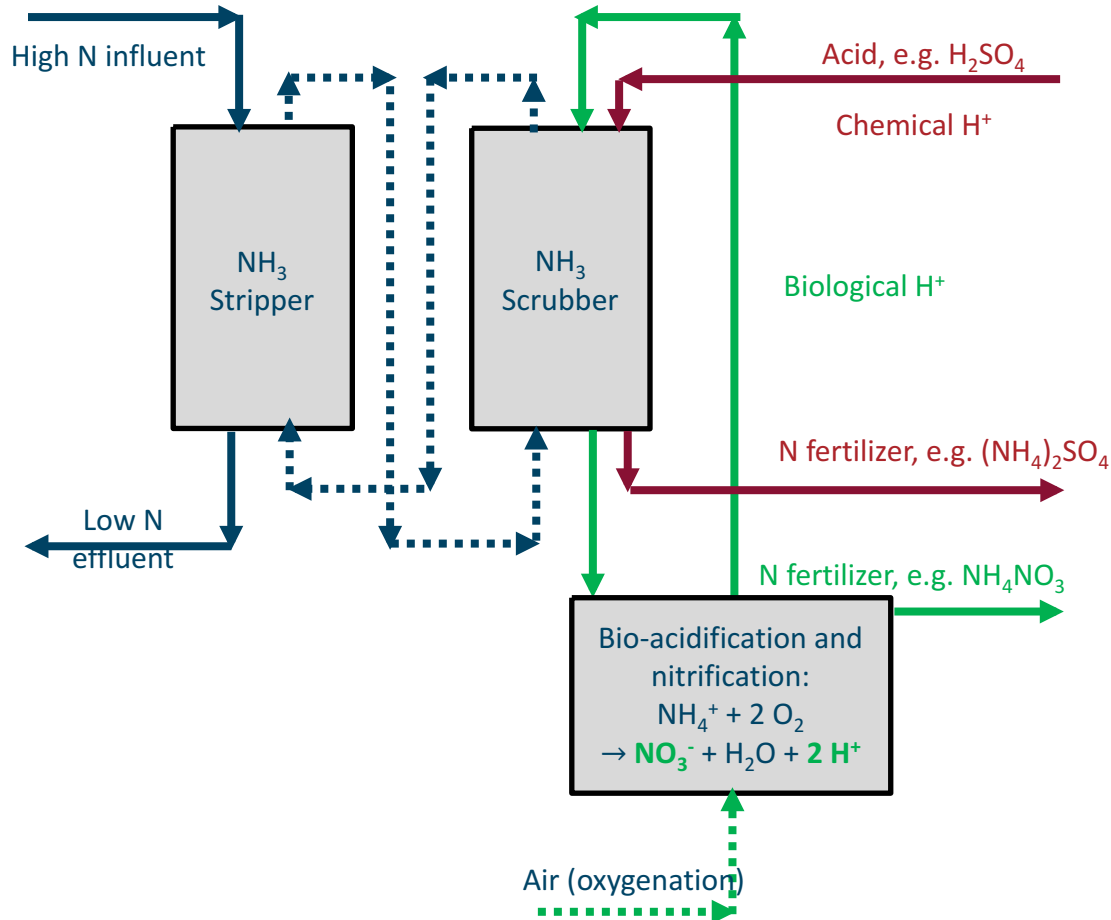 High N influent
Acid, e.g. H₂SO₄
Chemical H⁺
NH₃
Stripper
NH₃
Scrubber
Biological H⁺
N fertilizer, e.g. (NH₄)₂SO₄
Low N
effluent
N fertilizer, e.g. NH₄NO₃
Bio-acidification and
nitrification:
NH₄⁺ + 2 O₂
→ NO₃⁻ + H₂O + 2 H⁺
Air (oxygenation)